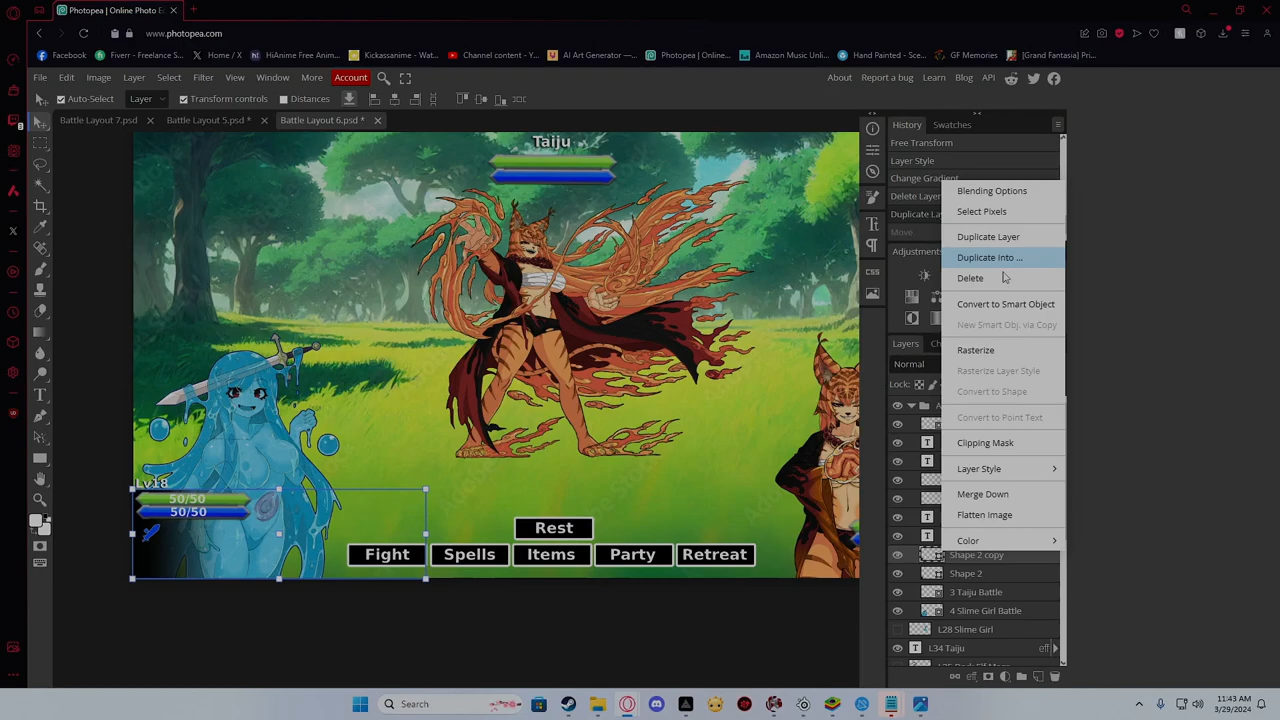 Photopea | Online Photo Ed
www.photopea.com
Facebook
Fiverr - Freelance S...
Home / X
HiAnime Free Anim...
Kickassanime - Wat...
Channel content - Y...
AI Art Generator —...
Photopea | Online...
Amazon Music Unli...
Hand Painted - Sce...
GF Memories
[Grand Fantasia] Pri...
File
Edit
Image
Layer
Select
Filter
View
Window
More
Account
About
Report a bug
Learn
Blog
API
Auto-Select
Layer
Transform controls
Distances
Battle Layout 7.psd
Battle Layout 5.psd *
Battle Layout 6.psd *
Taiju
Lv18
50/50
50/50
Rest
Fight
Spells
Items
Party
Retreat
History
Swatches
Free Transform
Layer Style
Change Gradient
Delete Layer
Duplicate La
Move
Adjustments
CSS
Layers
Ch
Normal
Lock:
Blending Options
Select Pixels
Duplicate Layer
Duplicate Into ...
Delete
Convert to Smart Object
New Smart Obj. via Copy
Rasterize
Rasterize Layer Style
Convert to Shape
Convert to Point Text
Clipping Mask
Layer Style
Merge Down
Flatten Image
Color
Shape 2 copy
Shape 2
3 Taiju Battle
4 Slime Girl Battle
L28 Slime Girl
L34 Taiju
eff
eff
Search
11:43 AM
3/29/2024